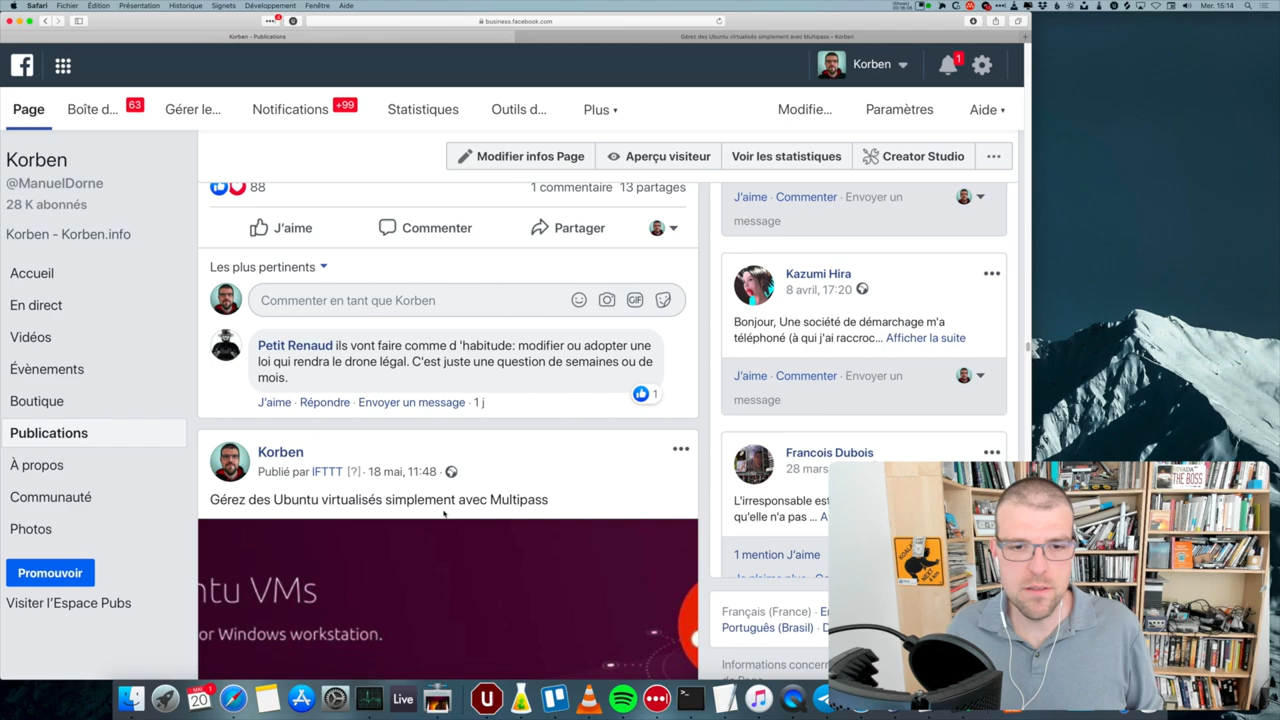 Safari Fichier Édition Présentation Historique Signets Développement Fenêtre Aide
Mer. 15:14
business.facebook.com
Korben - Publications
Gérez des Ubuntu virtualisés simplement avec Multipass – Korben
Korben
1
Page
Boîte d... 63
Gérer le...
Notifications +99
Statistiques
Outils d...
Plus
Modifie...
Paramètres
Aide
Korben
@ManuelDorne
28 K abonnés
Korben - Korben.info
Accueil
En direct
Vidéos
Évènements
Boutique
Publications
À propos
Communauté
Photos
Promouvoir
Visiter l'Espace Pubs
Modifier infos Page
Aperçu visiteur
Voir les statistiques
Creator Studio
88
1 commentaire 13 partages
J'aime
Commenter
Partager
Les plus pertinents
Commenter en tant que Korben
GIF
Petit Renaud ils vont faire comme d 'habitude: modifier ou adopter une
loi qui rendra le drone légal. C'est juste une question de semaines ou de
mois.
1
J'aime · Répondre · Envoyer un message · 1 j
Korben
Publié par IFTTT [?] · 18 mai, 11:48 ·
Gérez des Ubuntu virtualisés simplement avec Multipass
ntu VMs
or Windows workstation.
J'aime · Commenter · Envoyer un
message
Kazumi Hira
8 avril, 17:20
Bonjour, Une société de démarchage m'a
téléphoné (à qui j'ai raccroc... Afficher la suite
J'aime · Commenter · Envoyer un
message
Francois Dubois
28 mars
L'irresponsable es
qu'elle n'a pas ... A
1 mention J'aime
Français (France) ·
Português (Brasil) ·
Informations concer
KOAL
NEVADA
THE BOSS
MAI
20
1
Live
U